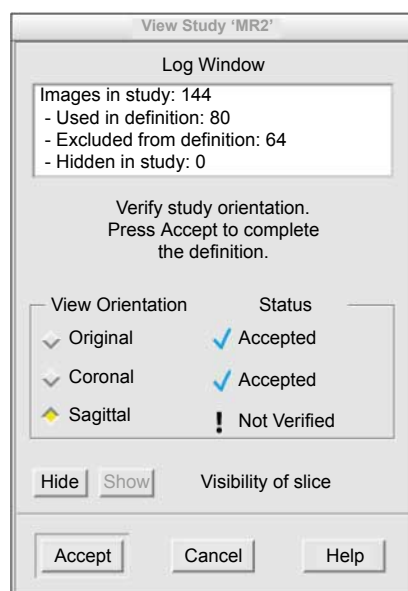 View Study ‘MR2’
Log Window
Images in study: 144
- Used in definition: 80
- Excluded from definition: 64
- Hidden in study: 0
Verify study orientation.
Press Accept to complete
the definition.
View Orientation Status
Original Accepted
Coronal Accepted
Sagittal ! Not Verified
Hide Show Visibility of slice
Accept Cancel Help